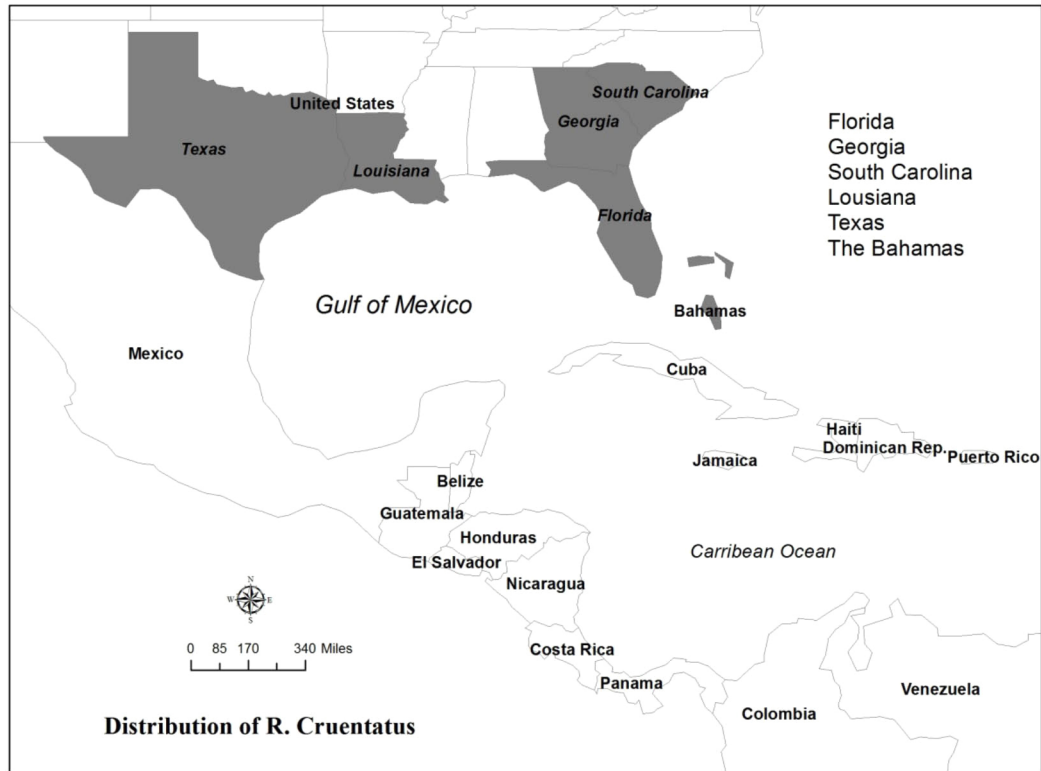 South Carolina
United States
Georgia
Texas
Louisiana
Florida
Florida
Georgia
South Carolina
Lousiana
Texas
The Bahamas
Gulf of Mexico
Bahamas
Mexico
Cuba
Haiti
Dominican Rep.
Puerto Rico
Jamaica
Belize
Guatemala
Honduras
El Salvador
Nicaragua
Carribean Ocean
N
W E
S
0 85 170 340 Miles
Costa Rica
Panama
Venezuela
Colombia
Distribution of R. Cruentatus